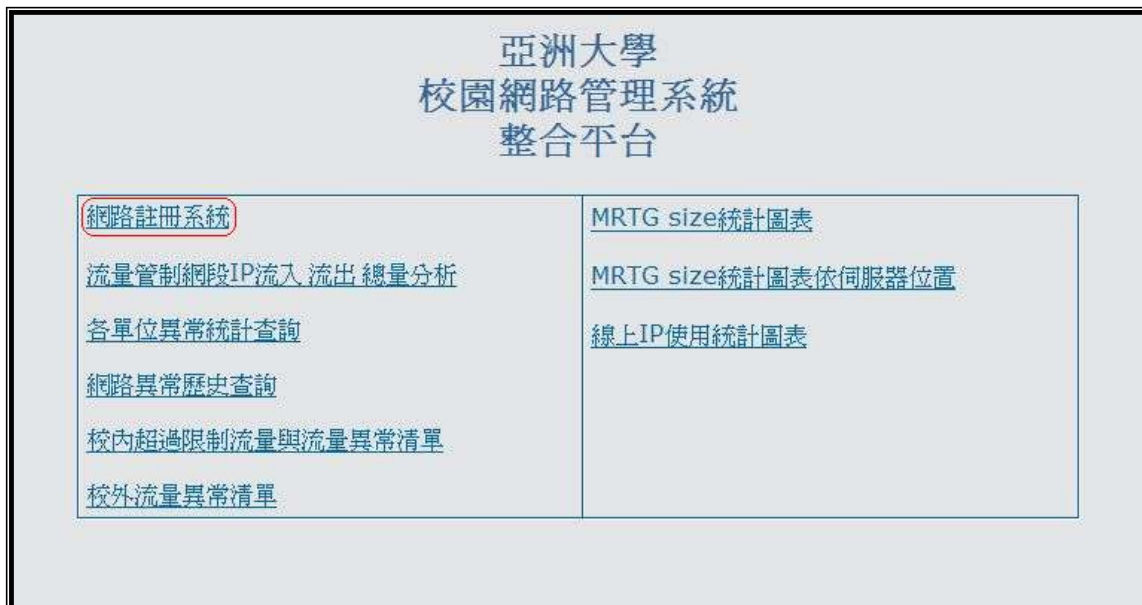 亞洲大學
校園網路管理系統
整合平台
網路註冊系統
流量管制網段IP流入 流出 總量分析
各單位異常統計查詢
網路異常歷史查詢
校內超過限制流量與流量異常清單
校外流量異常清單
MRTG size統計圖表
MRTG size統計圖表依伺服器位置
線上IP使用統計圖表